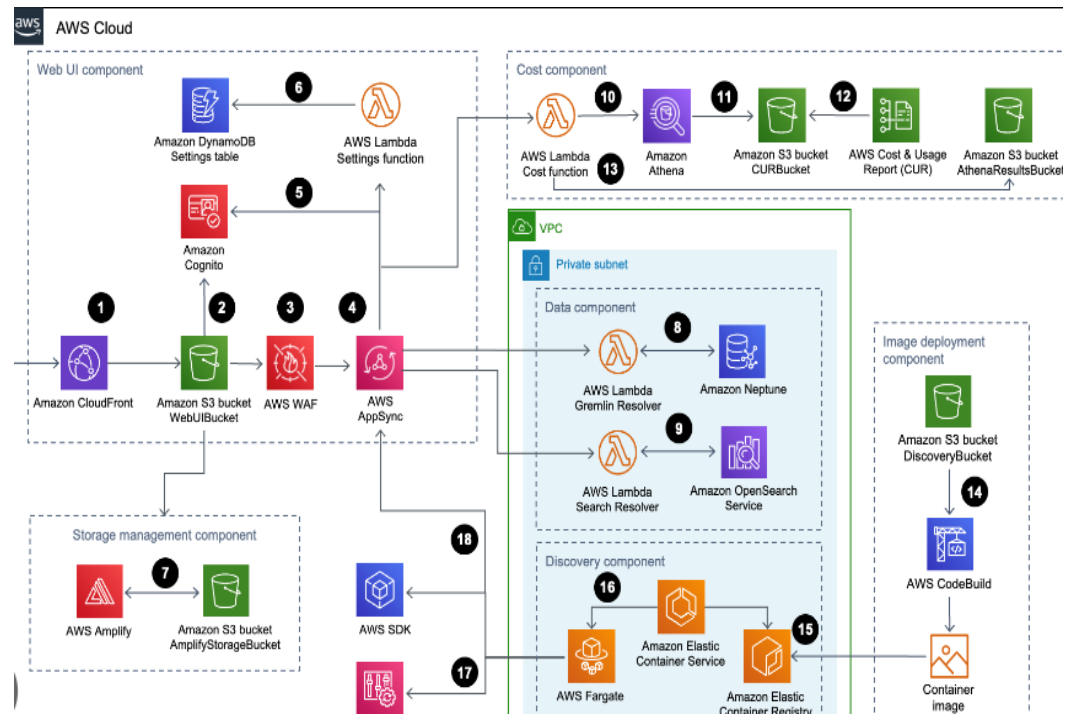 aws
AWS Cloud
Web UI component
6
Amazon DynamoDB
Settings table
AWS Lambda
Settings function
5
Amazon
Cognito
1
2
3
4
Amazon CloudFront
Amazon S3 bucket
WebUIBucket
AWS WAF
AWS
AppSync
Cost component
10
11
12
AWS Lambda
Cost function
13
Amazon
Athena
Amazon S3 bucket
CURBucket
AWS Cost & Usage
Report (CUR)
Amazon S3 bucket
AthenaResultsBucket
VPC
Private subnet
Data component
8
AWS Lambda
Gremlin Resolver
Amazon Neptune
9
AWS Lambda
Search Resolver
Amazon OpenSearch
Service
Image deployment
component
Amazon S3 bucket
DiscoveryBucket
14
AWS CodeBuild
Container
image
Storage management component
7
AWS Amplify
Amazon S3 bucket
AmplifyStorageBucket
18
AWS SDK
17
Discovery component
16
Amazon Elastic
Container Service
15
AWS Fargate
Amazon Elastic
Container Registry